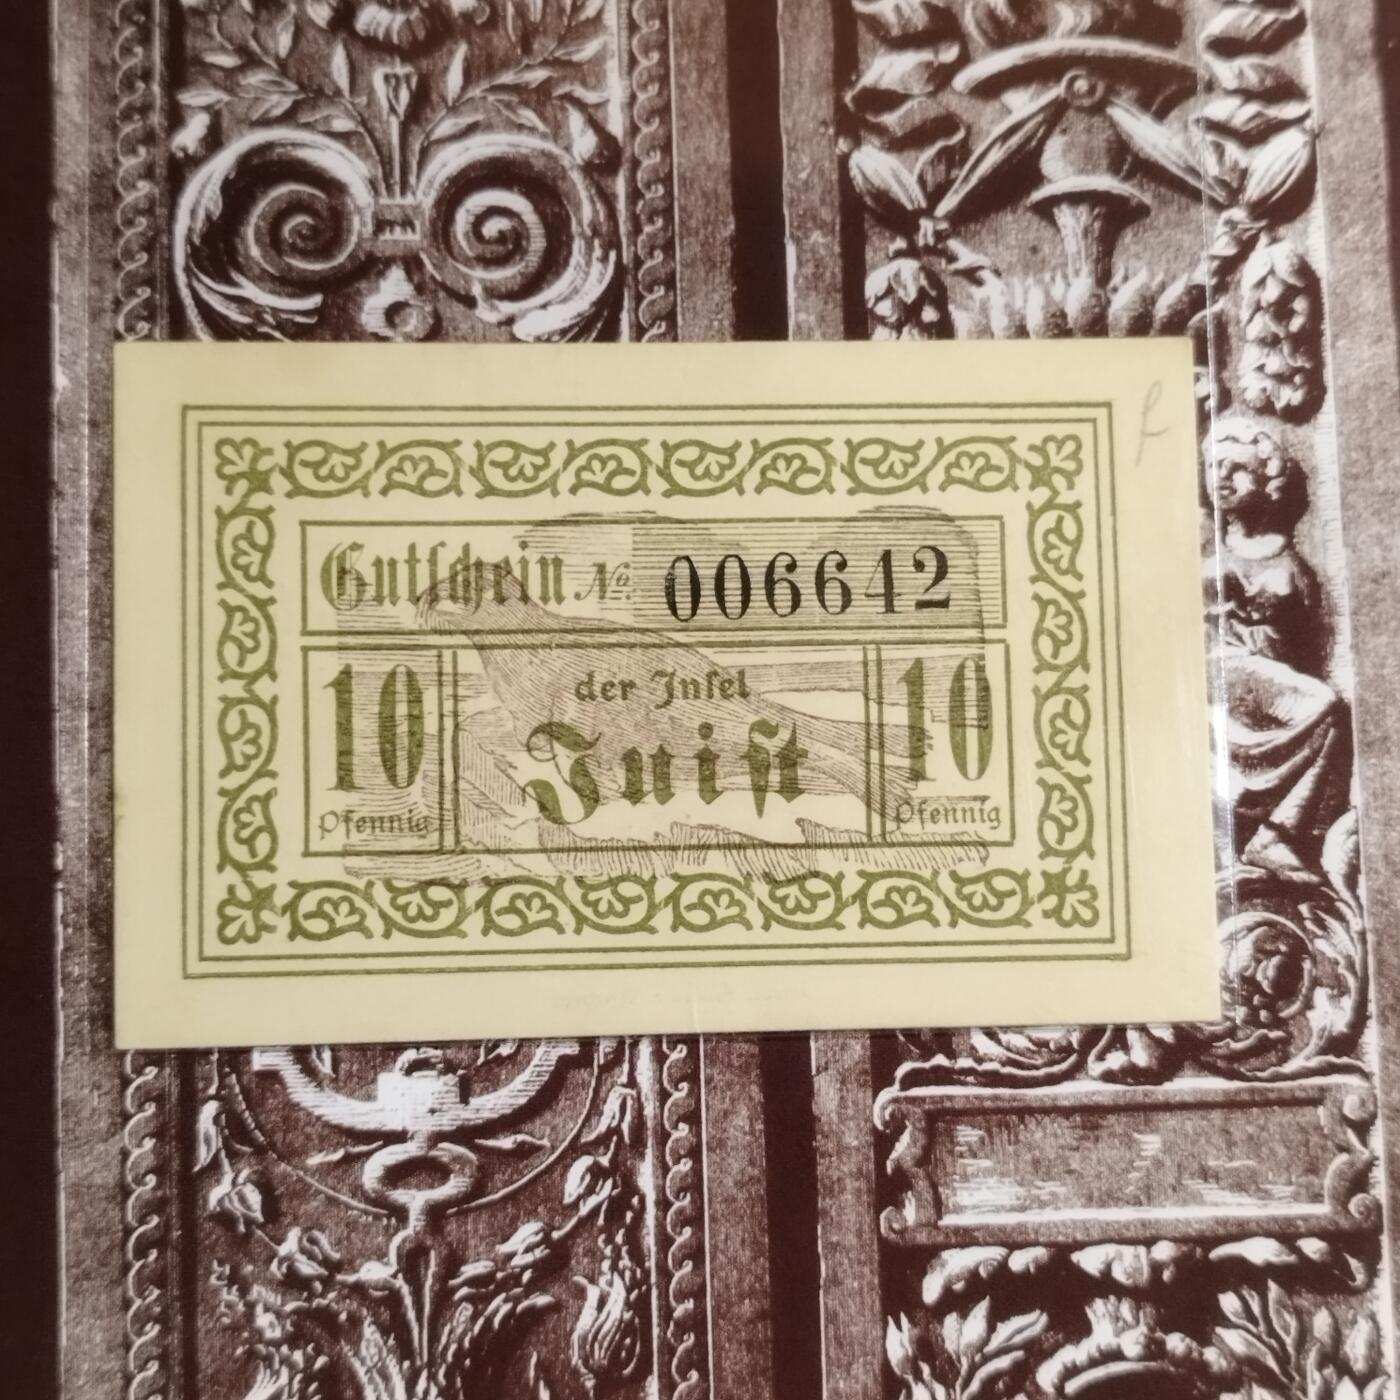 Gutschein No. 006642
10 der Insel 10
Juist
Pfennig Pfennig